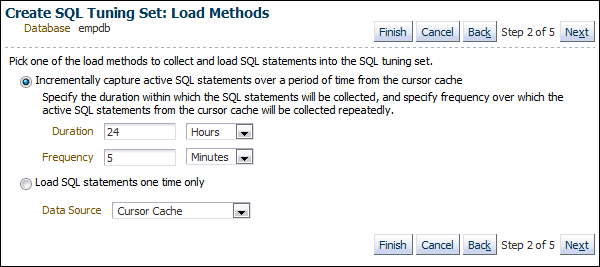 Create SQL Tuning Set: Load Methods
Database empdb
Finish Cancel Back Step 2 of 5 Next
Pick one of the load methods to collect and load SQL statements into the SQL tuning set.
Incrementally capture active SQL statements over a period of time from the cursor cache
Specify the duration within which the SQL statements will be collected, and specify frequency over which the
active SQL statements from the cursor cache will be collected repeatedly.
Duration 24 Hours
Frequency 5 Minutes
Load SQL statements one time only
Data Source Cursor Cache
Finish Cancel Back Step 2 of 5 Next